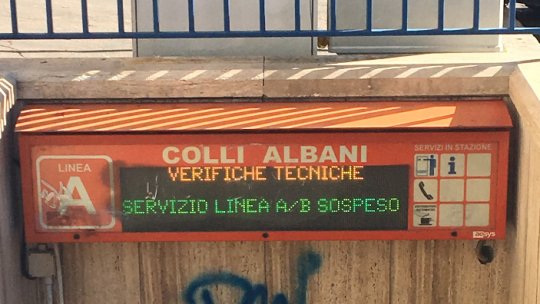 COLLI ALBANI
SERVIZI IN STAZIONE
LINEA
A
VERIFICHE TECNICHE
SERVIZIO LINEA A/B SOSPESO